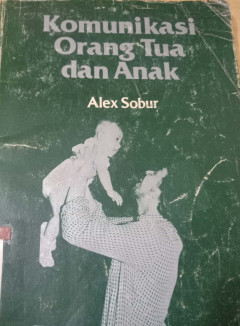 Komunikasi
Orang Tua
dan Anak
Alex Sobur